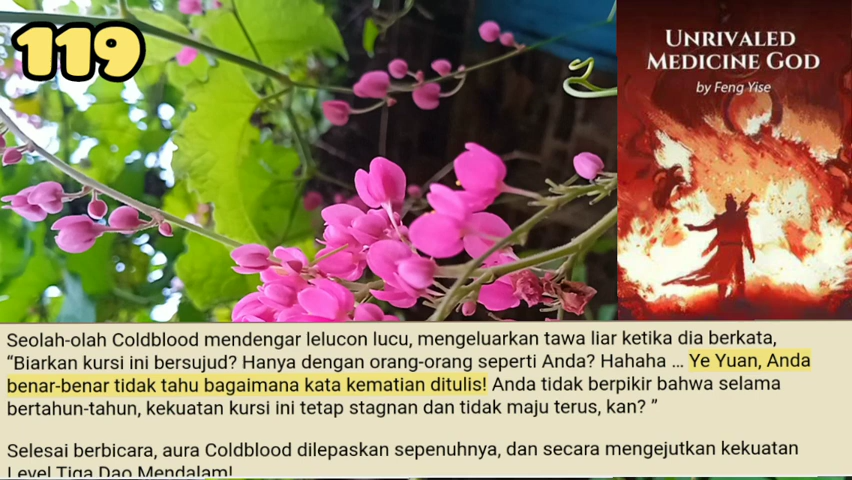 119
UNRIVALED
MEDICINE GOD
by Feng Yise
Seolah-olah Coldblood mendengar lelucon lucu, mengeluarkan tawa liar ketika dia berkata,
“Biarkan kursi ini bersujud? Hanya dengan orang-orang seperti Anda? Hahaha … Ye Yuan, Anda
benar-benar tidak tahu bagaimana kata kematian ditulis! Anda tidak berpikir bahwa selama
bertahun-tahun, kekuatan kursi ini tetap stagnan dan tidak maju terus, kan? ”
Selesai berbicara, aura Coldblood dilepaskan sepenuhnya, dan secara mengejutkan kekuatan
Level Tiga Dao Mendalam!